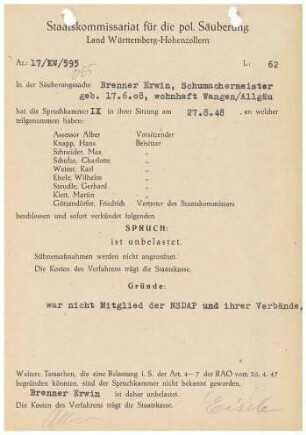 Staatskommissariat für die pol. Säuberung
Land Württemberg-Hohenzollern
Az.: 17/KW/595 L.: 62
In der Säuberungssache Brenner Erwin, Schumachermeister
geb. 17.6.08, wohnhaft Wangen/Allgäu
hat die Spruchkammer IX in ihrer Sitzung am 27.8.48 , an welcher
teilgenommen haben:
Assessor Alber Vorsitzender
Knapp, Hans Beisitzer
Schneider, Max "
Schulus, Charlotte "
Karl "
Eisele, Wilhelm "
Steudle, Gerhard "
Klett, Martin "
Friedrich Vertreter des Staatskommissars
beschlossen und sofort verkündet folgenden
SPRUCH:
ist unbelastet.
Sühnemaßnahmen werden nicht angeordnet.
Die Kosten des Verfahrens trägt die Staatskasse.
Gründe:
war nicht Mitglied der NSDAP und ihrer Verbände,
Weitere Tatsachen, die eine Belastung i. S. der Art. 4—7 der RAO vom 25. 4. 47
begründen könnten, sind der Spruchkammer nicht bekannt geworden.
Brenner Erwin ist daher unbelastet.
Die Kosten des Verfahrens trägt die Staatskasse.
Alber Eisele